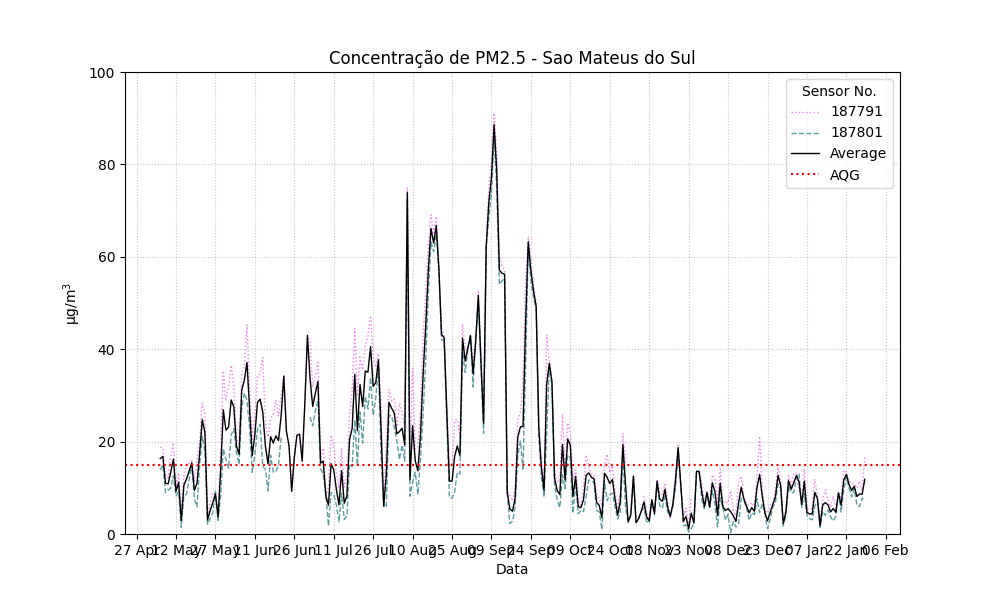 Concentração de PM2.5 - Sao Mateus do Sul
Sensor No.
187791
187801
Average
AQG
100
80
60
40
20
0
µg/m³
27 Apr 12 May 27 May 11 Jun 26 Jun 11 Jul 26 Jul 10 Aug 25 Aug 09 Sep 24 Sep 09 Oct 24 Oct 08 Nov 23 Nov 08 Dec 23 Dec 07 Jan 22 Jan 06 Feb
Data